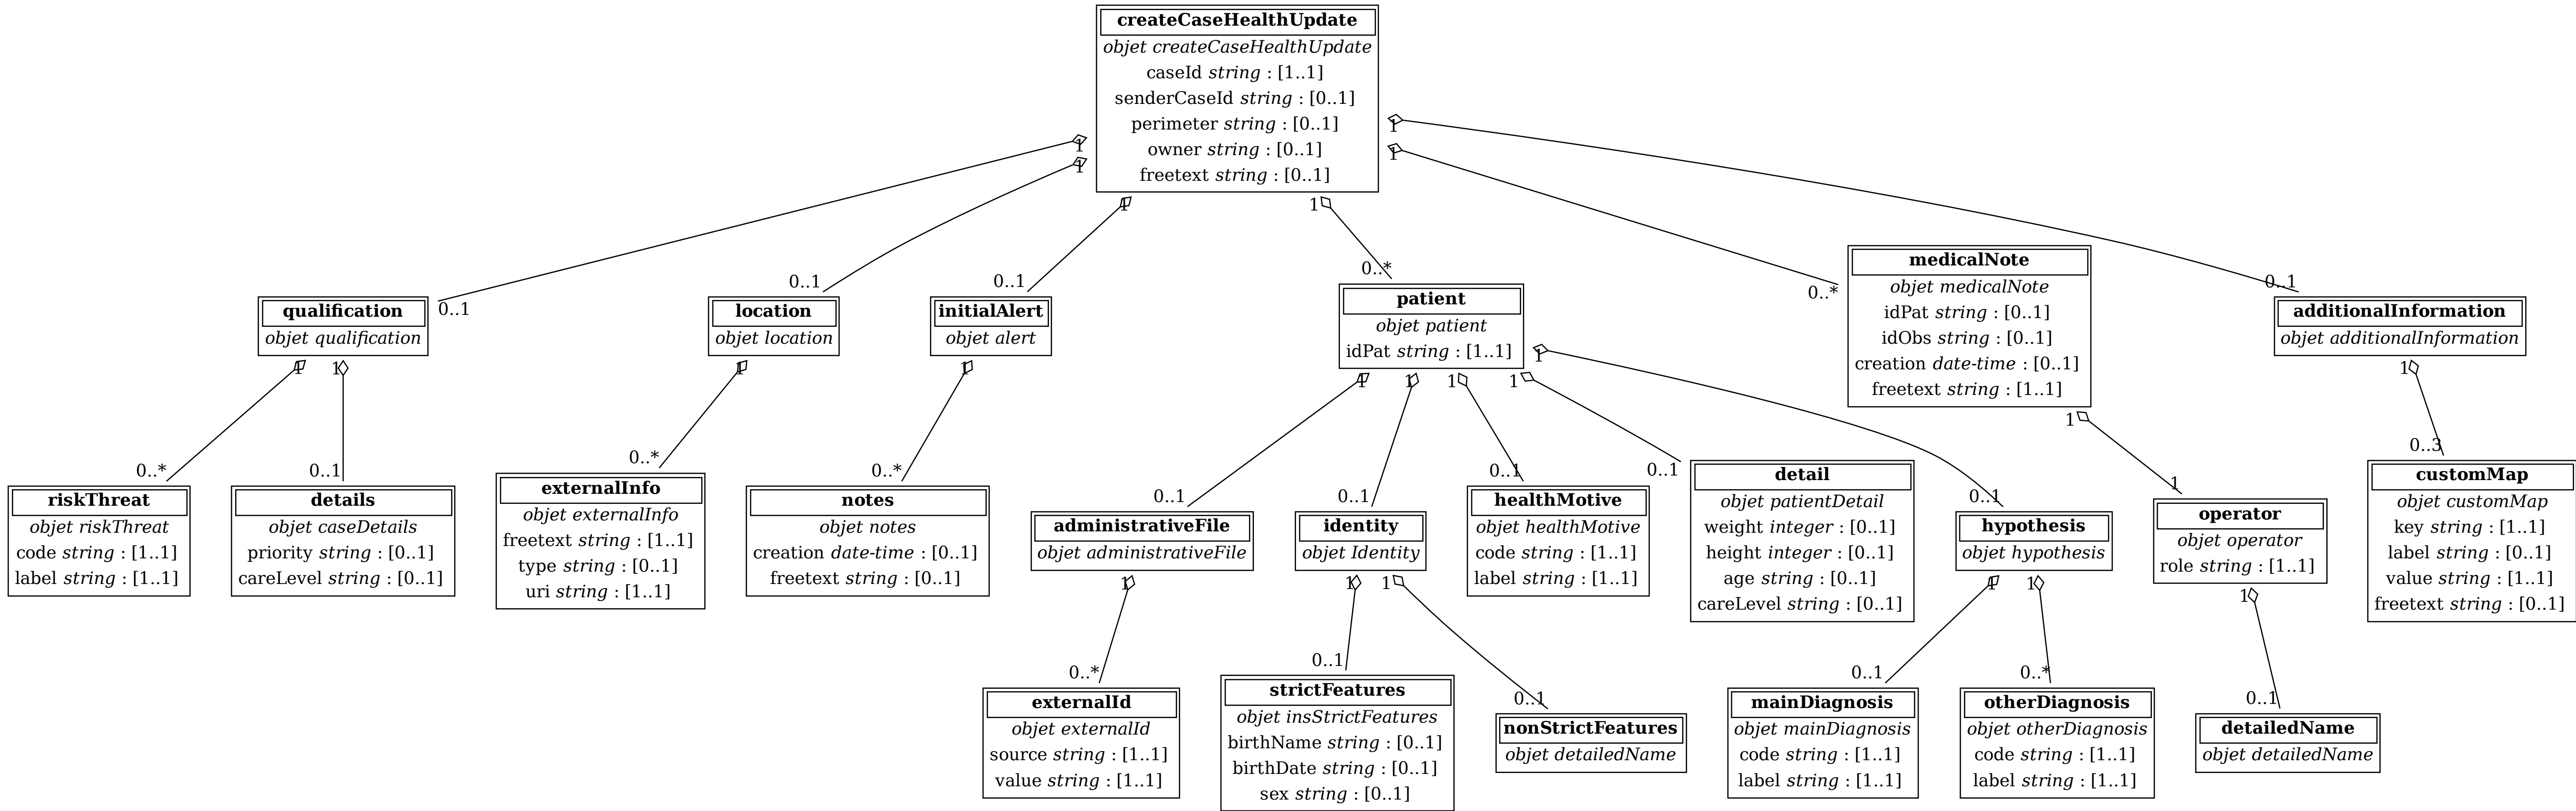 createCaseHealthUpdate
objet createCaseHealthUpdate
caseId string : [1..1]
senderCaseId string : [0..1]
perimeter string : [0..1]
owner string : [0..1]
freetext string : [0..1]
1
1
1
1
1
1
0..1
0..1
0..1
0..*
0..*
0..1
qualification
objet qualification
location
objet location
initialAlert
objet alert
patient
objet patient
idPat string : [1..1]
medicalNote
objet medicalNote
idPat string : [0..1]
idObs string : [0..1]
creation date-time : [0..1]
freetext string : [1..1]
additionalInformation
objet additionalInformation
1
1
1
1
1
1
1
1
1
1
1
0..*
0..1
0..*
0..*
0..1
0..1
0..1
0..1
0..1
1
0..3
riskThreat
objet riskThreat
code string : [1..1]
label string : [1..1]
details
objet caseDetails
priority string : [0..1]
careLevel string : [0..1]
externalInfo
objet externalInfo
freetext string : [1..1]
type string : [0..1]
uri string : [1..1]
notes
objet notes
creation date-time : [0..1]
freetext string : [0..1]
administrativeFile
objet administrativeFile
identity
objet Identity
healthMotive
objet healthMotive
code string : [1..1]
label string : [1..1]
detail
objet patientDetail
weight integer : [0..1]
height integer : [0..1]
age string : [0..1]
careLevel string : [0..1]
hypothesis
objet hypothesis
operator
objet operator
role string : [1..1]
customMap
objet customMap
key string : [1..1]
label string : [0..1]
value string : [1..1]
freetext string : [0..1]
1
1
1
1
1
1
0..*
0..1
0..1
0..1
0..*
0..1
externalId
objet externalId
source string : [1..1]
value string : [1..1]
strictFeatures
objet insStrictFeatures
birthName string : [0..1]
birthDate string : [0..1]
sex string : [0..1]
nonStrictFeatures
objet detailedName
mainDiagnosis
objet mainDiagnosis
code string : [1..1]
label string : [1..1]
otherDiagnosis
objet otherDiagnosis
code string : [1..1]
label string : [1..1]
detailedName
objet detailedName